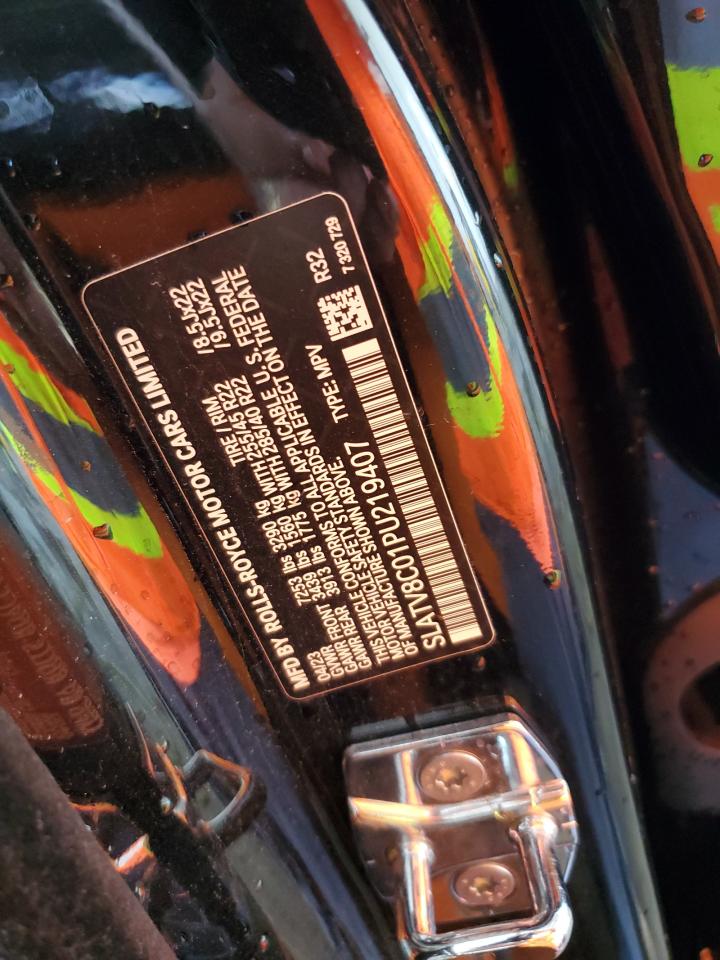 MFD BY ROLLS-ROYCE MOTOR CARS LIMITED
04/23 TIRE /RIM
GVWR 7253 lbs 3290 KG
GAWR FRONT 3439 lbs 1560 KG WITH 255/45 R22 /8.5JX22
GAWR REAR 3913 lbs 1775 KG WITH 285/40 R22 /9.5JX22
THIS VEHICLE CONFORMS TO ALL APPLICABLE U. S. FEDERAL
MOTOR VEHICLE SAFETY STANDARDS IN EFFECT ON THE DATE
OF MANUFACTURE SHOWN ABOVE.
SLATV8C01PU219407 TYPE: MPV R32
7 320 729